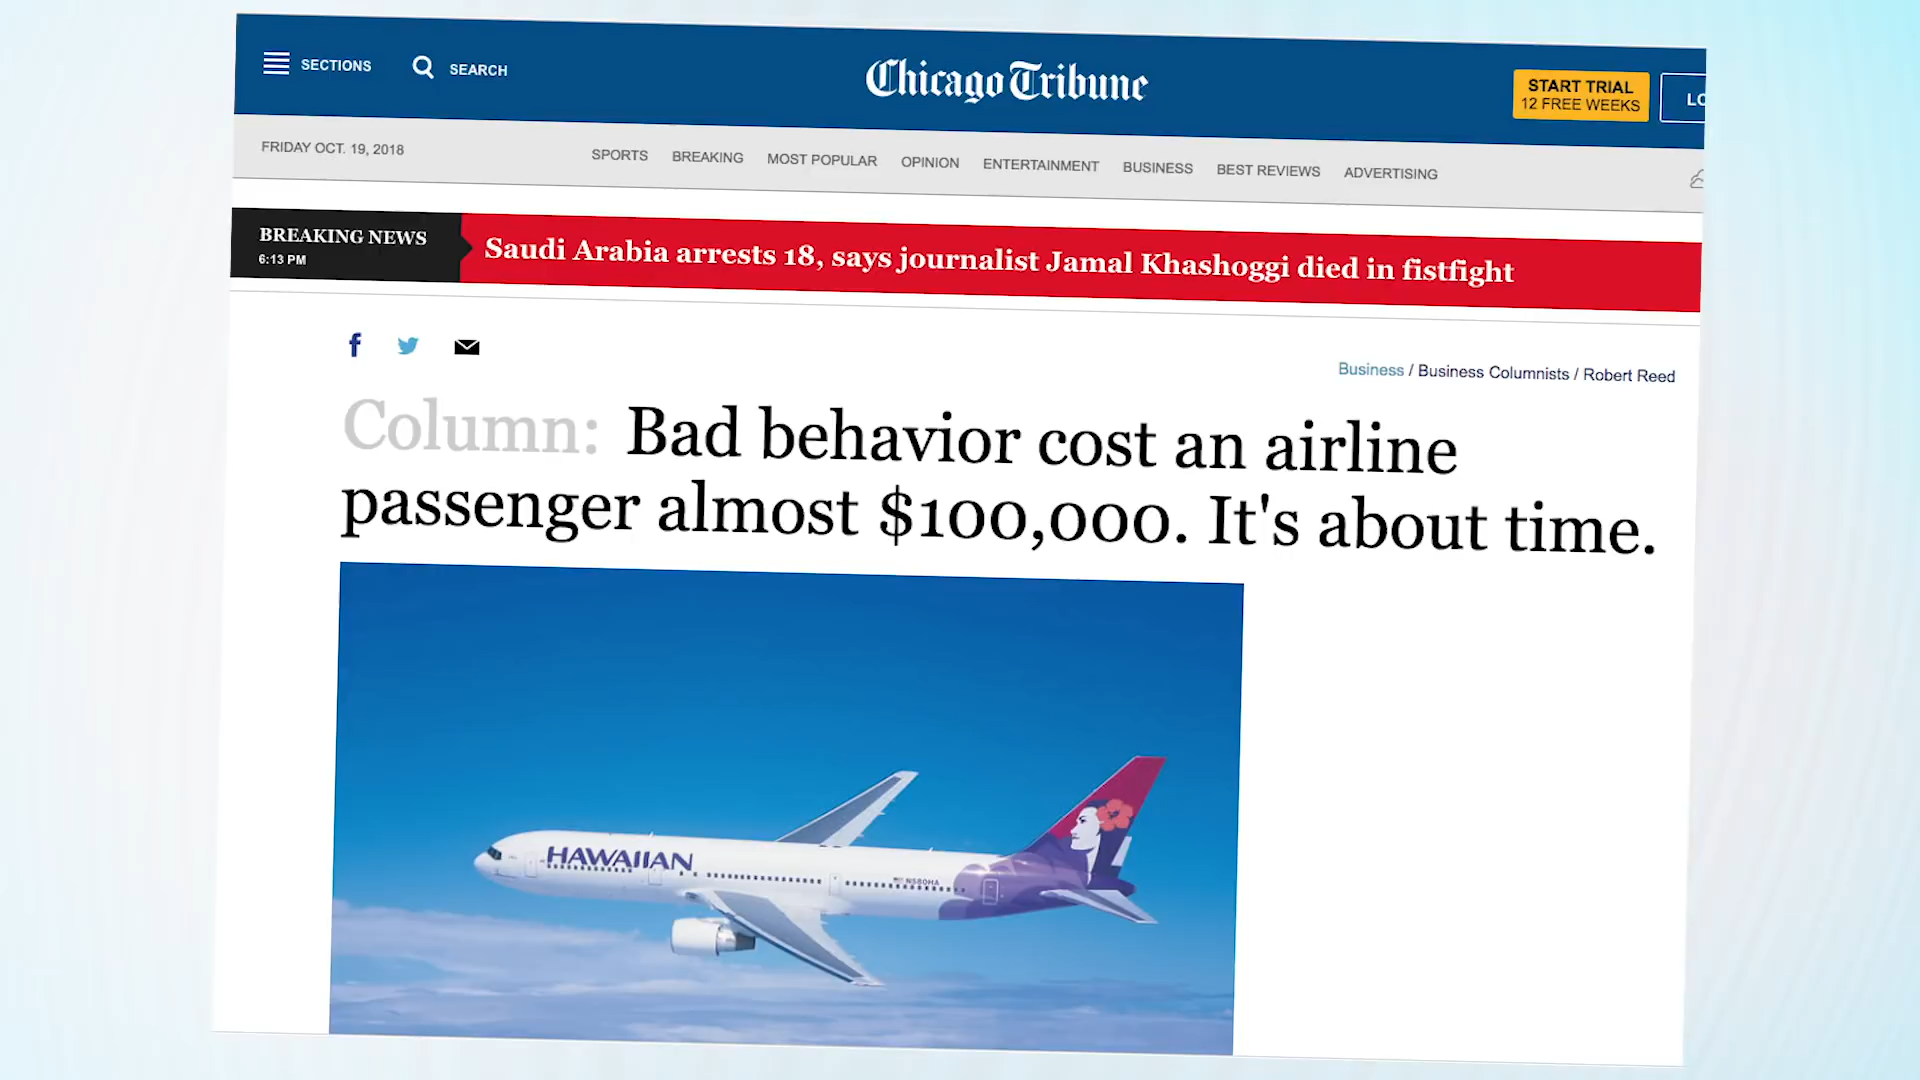 SECTIONS
SEARCH
Chicago Tribune
START TRIAL
12 FREE WEEKS
LO
FRIDAY OCT. 19, 2018
SPORTS
BREAKING
MOST POPULAR
OPINION
ENTERTAINMENT
BUSINESS
BEST REVIEWS
ADVERTISING
BREAKING NEWS
6:13 PM
Saudi Arabia arrests 18, says journalist Jamal Khashoggi died in fistfight
Business / Business Columnists / Robert Reed
Column: Bad behavior cost an airline
passenger almost $100,000. It's about time.
HAWAIIAN
N580HA